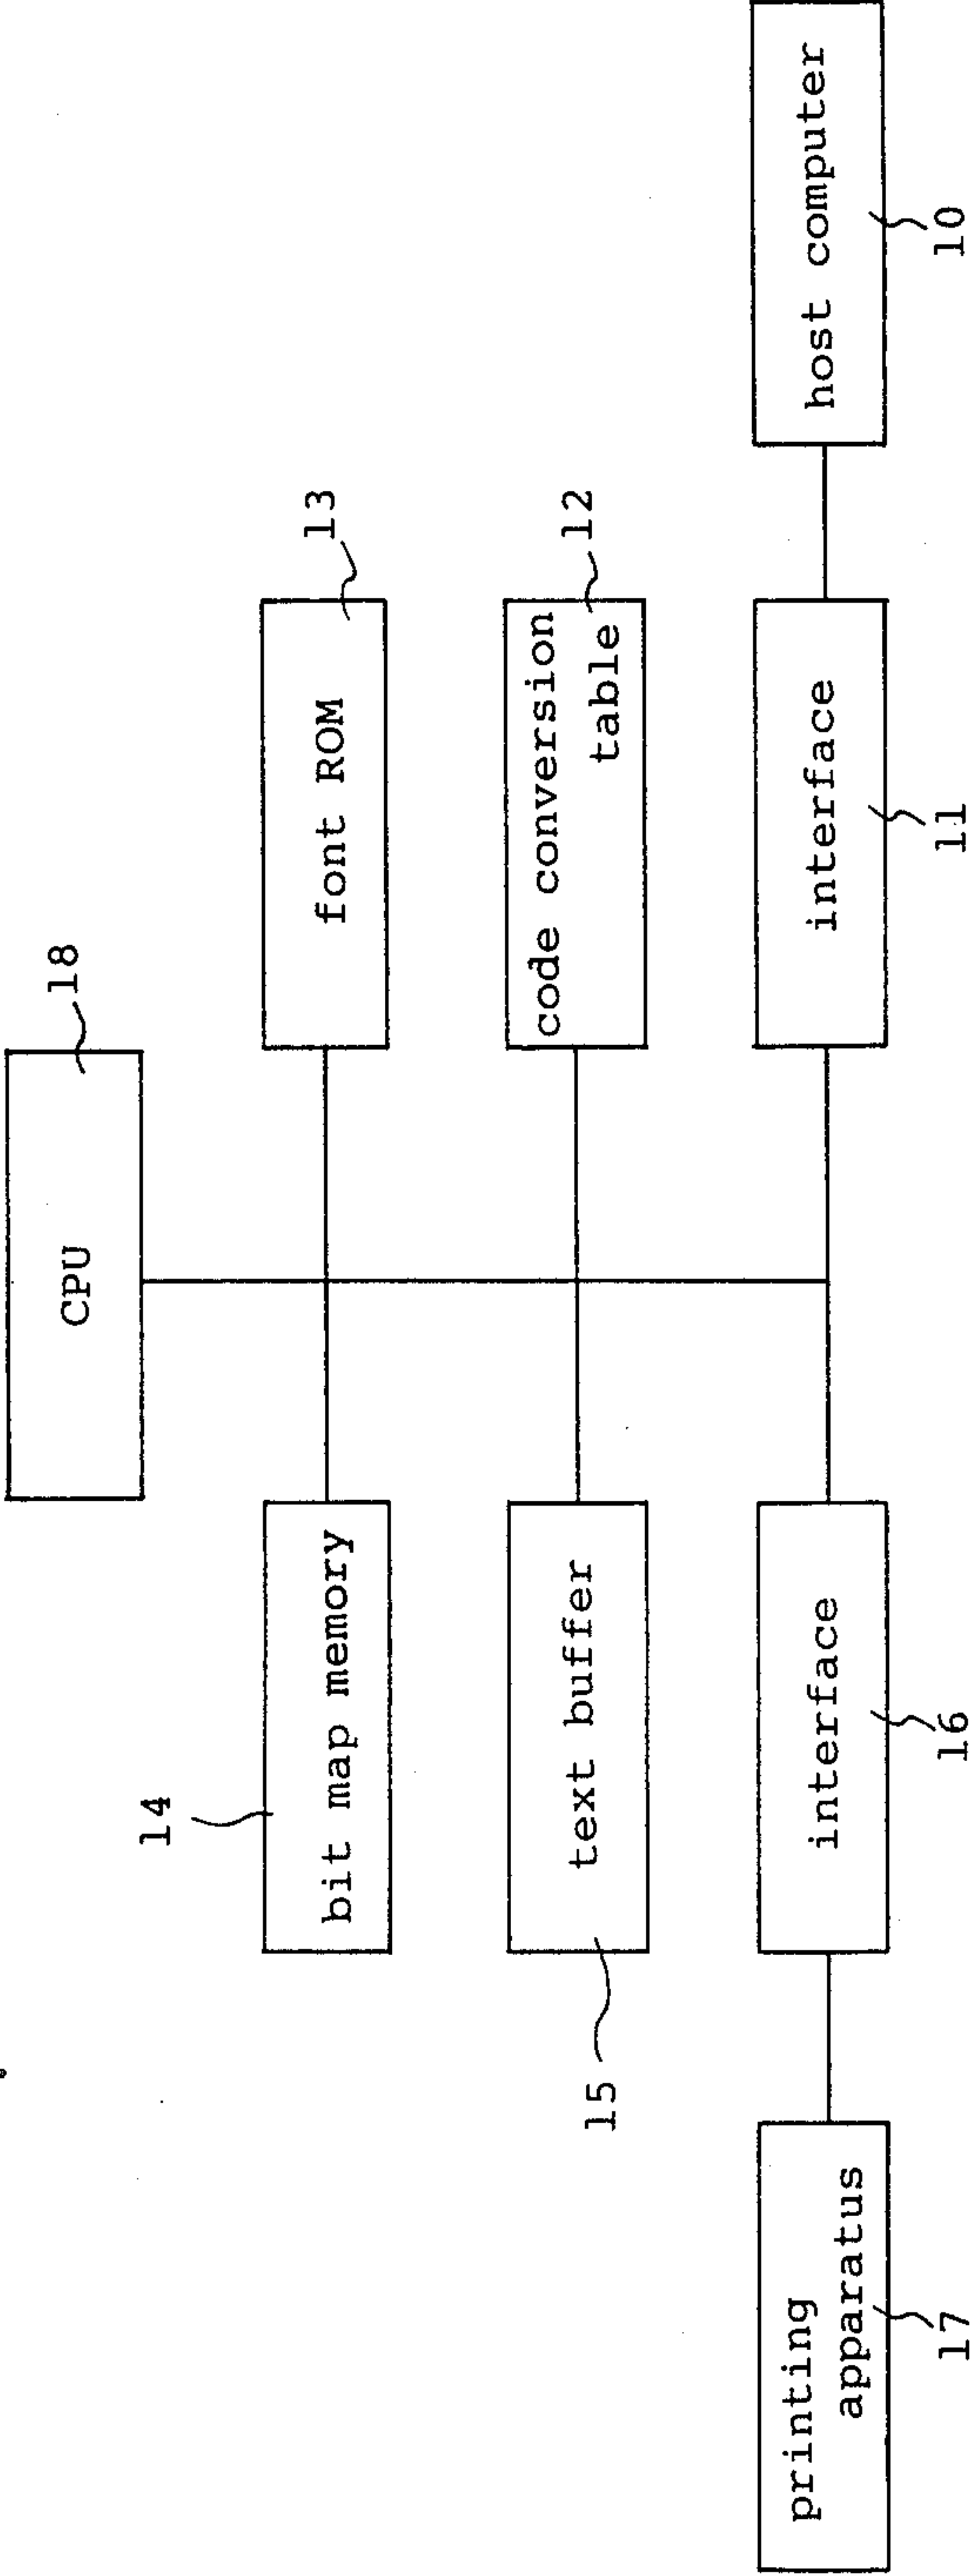 CPU
18
bit map memory
14
font ROM
13
text buffer
15
code conversion
table
12
printing
apparatus
17
interface
16
interface
11
host computer
10